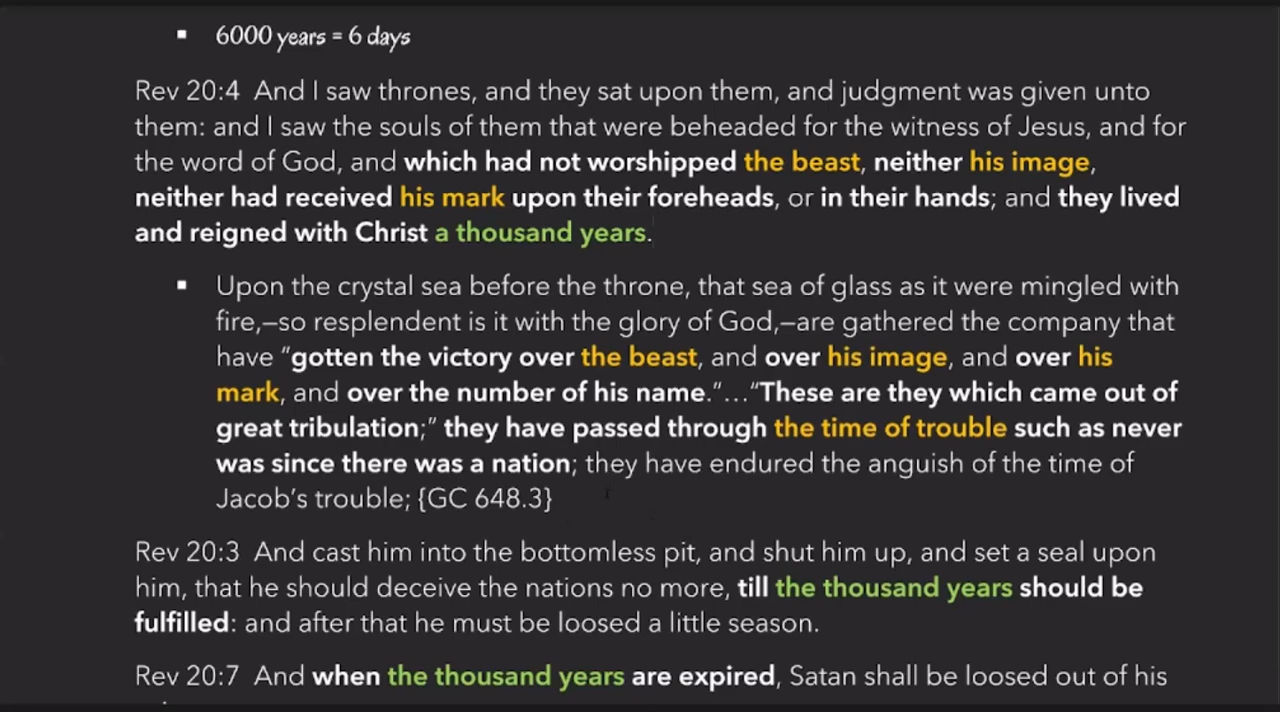 ▪ 6000 years = 6 days
Rev 20:4 And I saw thrones, and they sat upon them, and judgment was given unto
them: and I saw the souls of them that were beheaded for the witness of Jesus, and for
the word of God, and which had not worshipped the beast, neither his image,
neither had received his mark upon their foreheads, or in their hands; and they lived
and reigned with Christ a thousand years.
▪ Upon the crystal sea before the throne, that sea of glass as it were mingled with
fire,—so resplendent is it with the glory of God,—are gathered the company that
have “gotten the victory over the beast, and over his image, and over his
mark, and over the number of his name.”…“These are they which came out of
great tribulation;” they have passed through the time of trouble such as never
was since there was a nation; they have endured the anguish of the time of
Jacob’s trouble; {GC 648.3}
Rev 20:3 And cast him into the bottomless pit, and shut him up, and set a seal upon
him, that he should deceive the nations no more, till the thousand years should be
fulfilled: and after that he must be loosed a little season.
Rev 20:7 And when the thousand years are expired, Satan shall be loosed out of his